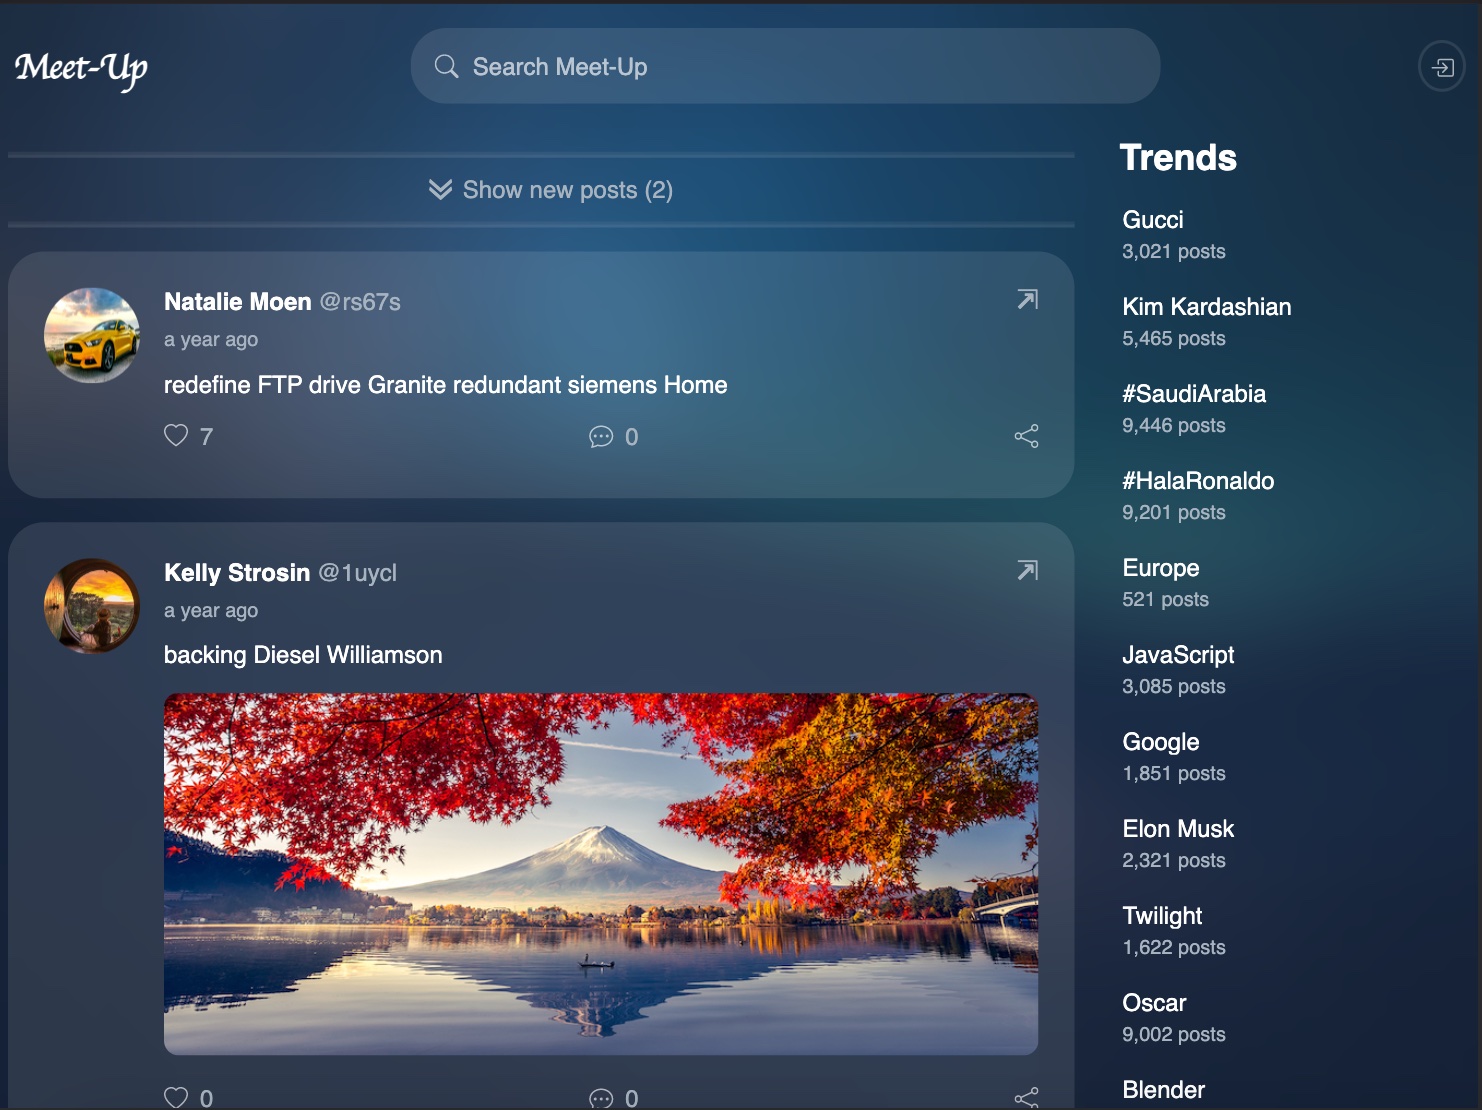 Meet-Up
Search Meet-Up
Show new posts (2)
Natalie Moen @rs67s
a year ago
redefine FTP drive Granite redundant siemens Home
7
0
Kelly Strosin @1uycl
a year ago
backing Diesel Williamson
0
0
Trends
Gucci
3,021 posts
Kim Kardashian
5,465 posts
#SaudiArabia
9,446 posts
#HalaRonaldo
9,201 posts
Europe
521 posts
JavaScript
3,085 posts
Google
1,851 posts
Elon Musk
2,321 posts
Twilight
1,622 posts
Oscar
9,002 posts
Blender